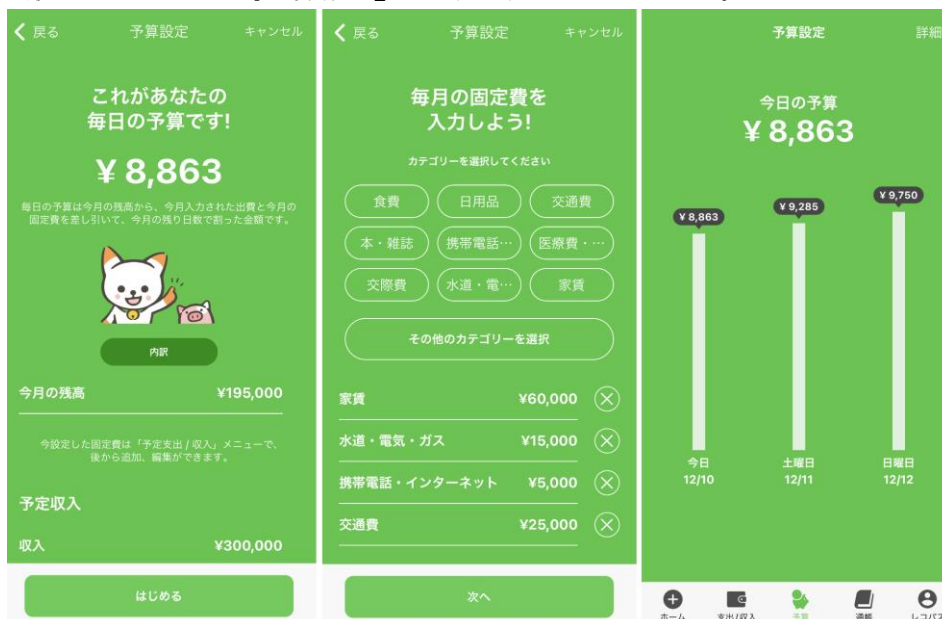 戻る
予算設定
キャンセル
これがあなたの
毎日の予算です!
¥ 8,863
毎日の予算は今月の残高から、今月入力された出費と今月の
固定費を差し引いて、今月の残り日数で割った金額です。
内訳
今月の残高 ¥195,000
今設定した固定費は「予定支出 / 収入」メニューで、
後から追加、編集ができます。
予定収入
収入 ¥300,000
はじめる
戻る
予算設定
キャンセル
毎月の固定費を
入力しよう!
カテゴリーを選択してください
食費 日用品 交通費
本・雑誌 携帯電話… 医療費・…
交際費 水道・電… 家賃
その他のカテゴリーを選択
家賃 ¥60,000
水道・電気・ガス ¥15,000
携帯電話・インターネット ¥5,000
交通費 ¥25,000
次へ
予算設定
詳細
今日の予算
¥ 8,863
¥ 8,863
¥ 9,285
¥ 9,750
今日 土曜日 日曜日
12/10 12/11 12/12
ホーム 支出/収入 予算 通帳 レコパス